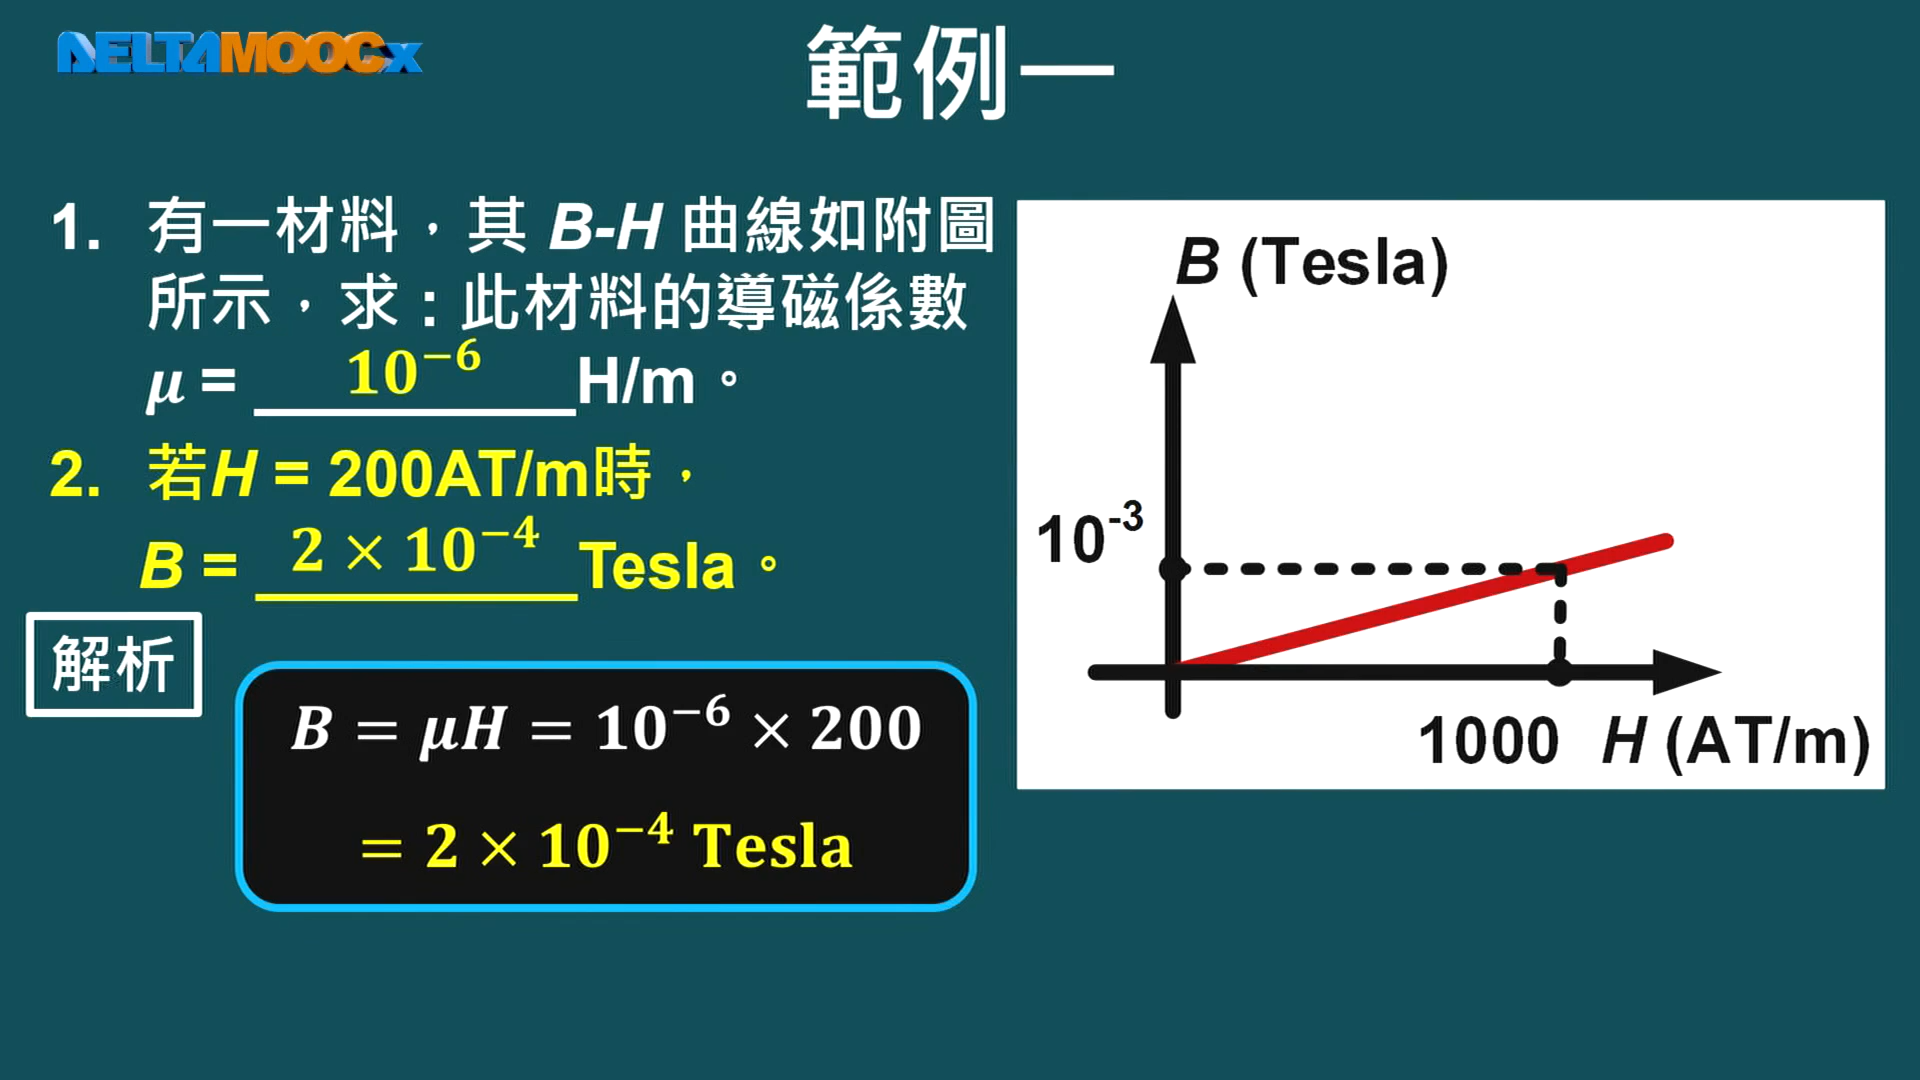 DELTAMOOCx
範例一
1. 有一材料，其 B-H 曲線如附圖
所示，求：此材料的導磁係數
μ = 10⁻⁶ H/m。
2. 若H = 200AT/m時，
B = 2 × 10⁻⁴ Tesla。
解析
B = μH = 10⁻⁶ × 200
= 2 × 10⁻⁴ Tesla
B (Tesla)
10⁻³
1000 H (AT/m)